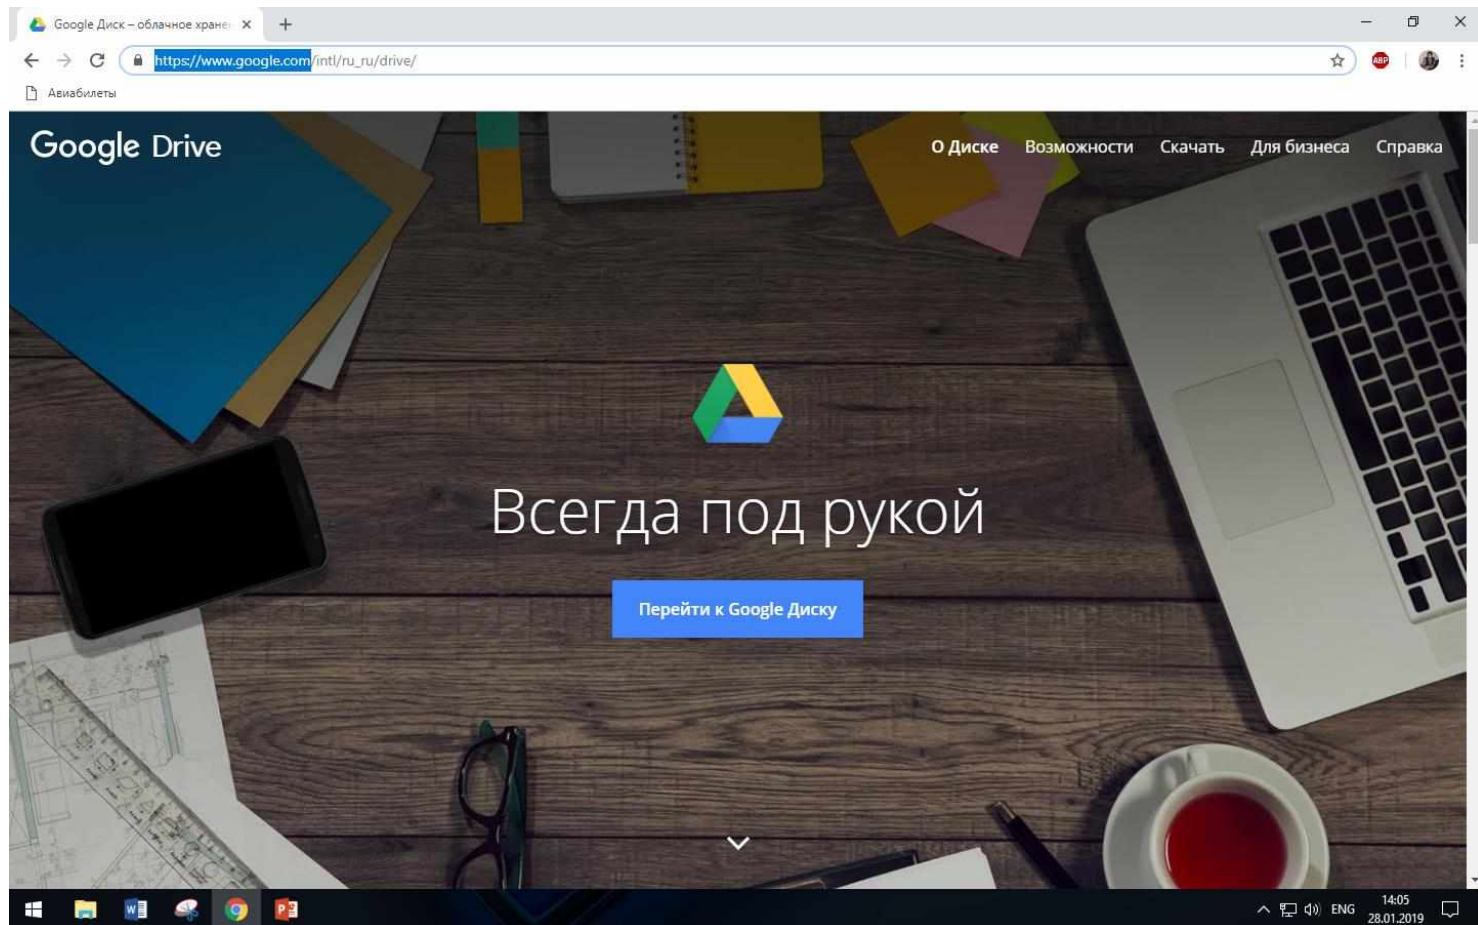 Google Диск – облачное хране
https://www.google.com/intl/ru_ru/drive/
ABP
Авиабилеты
Google Drive
О Диске Возможности Скачать Для бизнеса Справка
Всегда под рукой
Перейти к Google Диску
ENG 14:05
28.01.2019